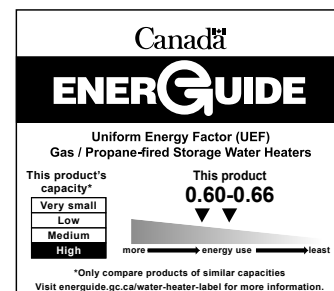 Canada
ENERGUIDE
Uniform Energy Factor (UEF)
Gas / Propane-fired Storage Water Heaters
This product's
capacity*
Very small
Low
Medium
High
This product
0.60-0.66
more energy use least
*Only compare products of similar capacities
Visit energuide.gc.ca/water-heater-label for more information.